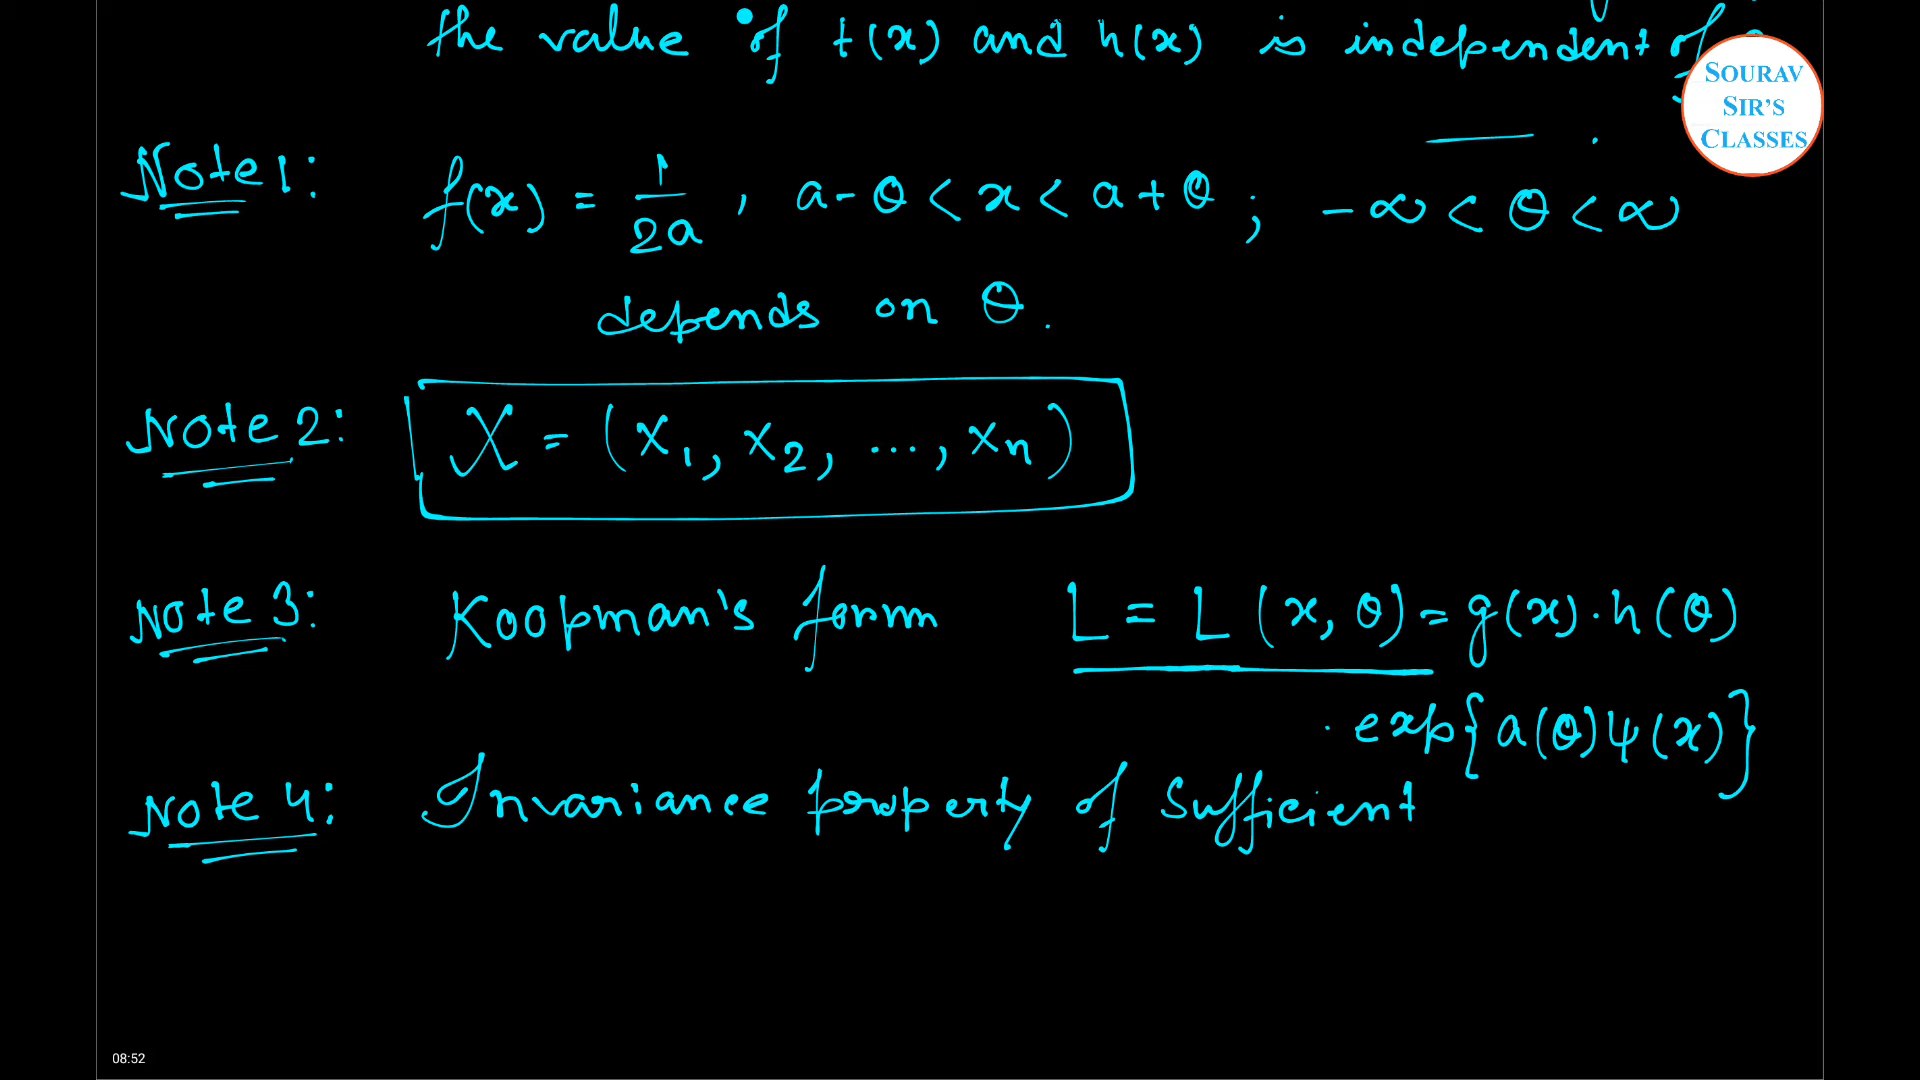 the value of t(x) and h(x) is independent of
SOURAV
SIR'S
CLASSES
Note 1: f(x) = 1/2a , a - θ < x < a + θ ; - ∞ < θ < ∞
depends on θ.
Note 2: X = (x₁, x₂, ..., xₙ)
Note 3: Koopman's form L = L (x, θ) = g(x) · h(θ)
· exp{a(θ)ψ(x)}
Note 4: Invariance property of Sufficient
08:52